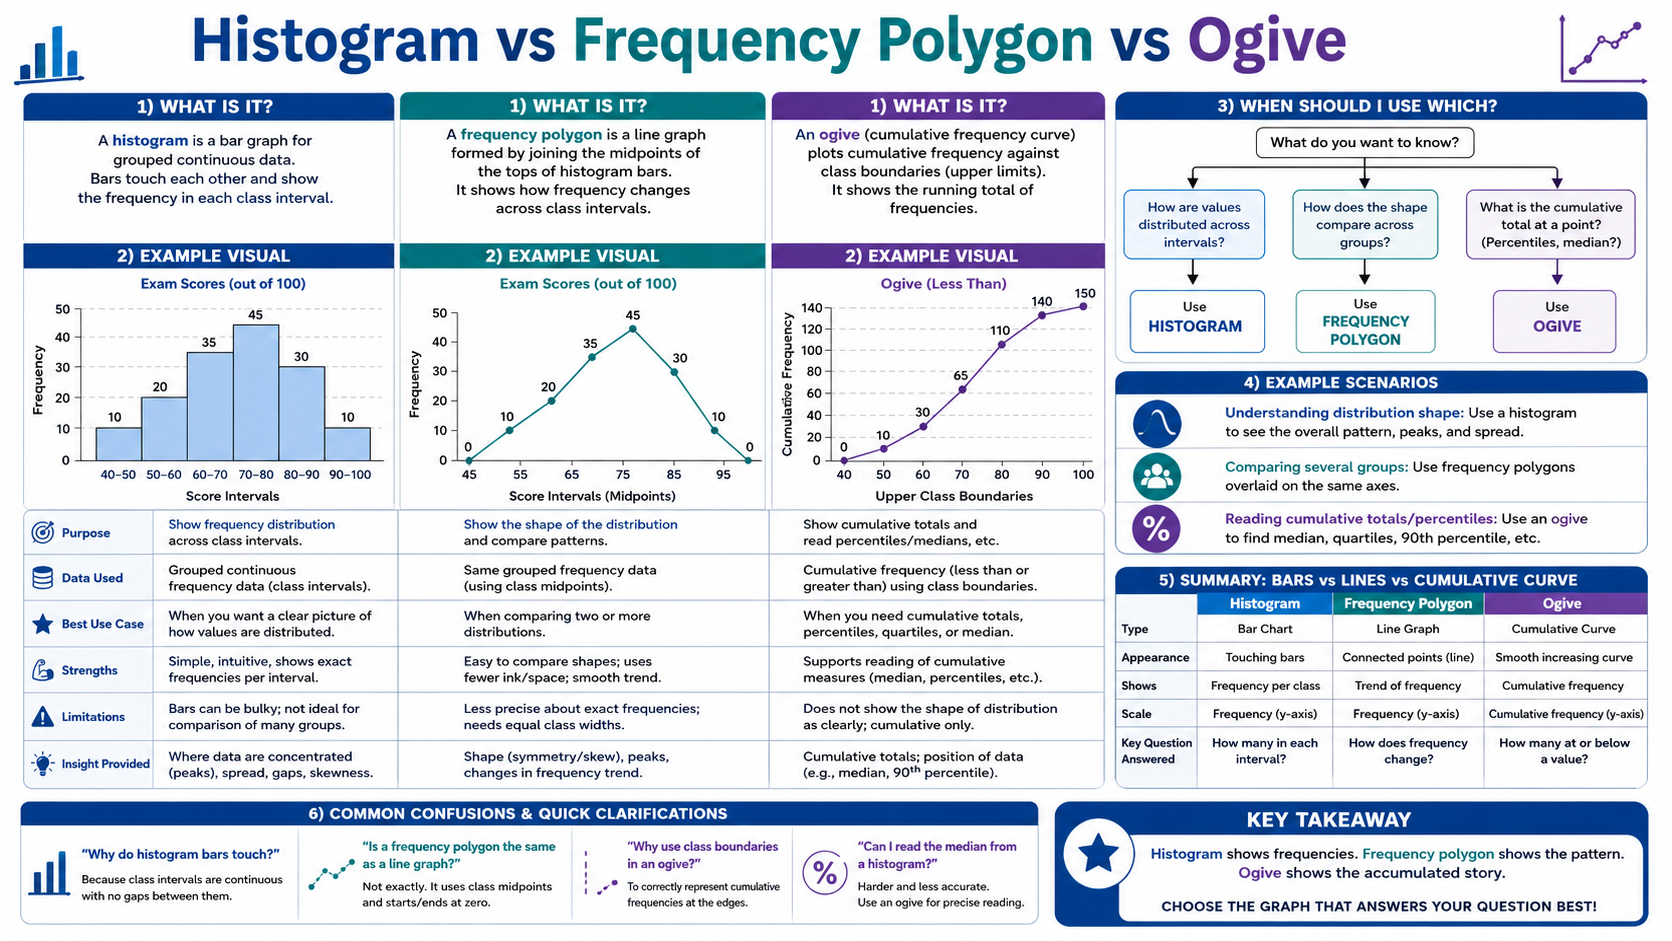 Histogram vs Frequency Polygon vs Ogive
1) WHAT IS IT?
A histogram is a bar graph for
grouped continuous data.
Bars touch each other and show
the frequency in each class interval.
1) WHAT IS IT?
A frequency polygon is a line graph
formed by joining the midpoints of
the tops of histogram bars.
It shows how frequency changes
across class intervals.
1) WHAT IS IT?
An ogive (cumulative frequency curve)
plots cumulative frequency against
class boundaries (upper limits).
It shows the running total of
frequencies.
2) EXAMPLE VISUAL
Exam Scores (out of 100)
Frequency
50
40
30
20
10
0
10
20
35
45
30
10
40–50 50–60 60–70 70–80 80–90 90–100
Score Intervals
2) EXAMPLE VISUAL
Exam Scores (out of 100)
Frequency
50
40
30
20
10
0
0
10
20
35
45
30
10
0
45 55 65 75 85 95
Score Intervals (Midpoints)
2) EXAMPLE VISUAL
Ogive (Less Than)
Cumulative Frequency
140
120
100
80
60
40
20
0
0
10
30
65
110
140
150
40 50 60 70 80 90 100
Upper Class Boundaries
Purpose
Show frequency distribution
across class intervals.
Show the shape of the distribution
and compare patterns.
Show cumulative totals and
read percentiles/medians, etc.
Data Used
Grouped continuous
frequency data (class intervals).
Same grouped frequency data
(using class midpoints).
Cumulative frequency (less than or
greater than) using class boundaries.
Best Use Case
When you want a clear picture of
how values are distributed.
When comparing two or more
distributions.
When you need cumulative totals,
percentiles, quartiles, or median.
Strengths
Simple, intuitive, shows exact
frequencies per interval.
Easy to compare shapes; uses
fewer ink/space; smooth trend.
Supports reading of cumulative
measures (median, percentiles, etc.).
Limitations
Bars can be bulky; not ideal for
comparison of many groups.
Less precise about exact frequencies;
needs equal class widths.
Does not show the shape of distribution
as clearly; cumulative only.
Insight Provided
Where data are concentrated
(peaks), spread, gaps, skewness.
Shape (symmetry/skew), peaks,
changes in frequency trend.
Cumulative totals; position of data
(e.g., median, 90th percentile).
3) WHEN SHOULD I USE WHICH?
What do you want to know?
How are values
distributed across
intervals?
How does the shape
compare across
groups?
What is the cumulative
total at a point?
(Percentiles, median?)
Use
HISTOGRAM
Use
FREQUENCY
POLYGON
Use
OGIVE
4) EXAMPLE SCENARIOS
Understanding distribution shape: Use a histogram
to see the overall pattern, peaks, and spread.
Comparing several groups: Use frequency polygons
overlaid on the same axes.
%
Reading cumulative totals/percentiles: Use an ogive
to find median, quartiles, 90th percentile, etc.
5) SUMMARY: BARS vs LINES vs CUMULATIVE CURVE
Histogram Frequency Polygon Ogive
Type Bar Chart Line Graph Cumulative Curve
Appearance Touching bars Connected points (line) Smooth increasing curve
Shows Frequency per class Trend of frequency Cumulative frequency
Scale Frequency (y-axis) Frequency (y-axis) Cumulative frequency (y-axis)
Key Question
Answered
How many in each
interval?
How does frequency
change?
How many at or below
a value?
6) COMMON CONFUSIONS & QUICK CLARIFICATIONS
“Why do histogram bars touch?”
Because class intervals are continuous
with no gaps between them.
“Is a frequency polygon the same
as a line graph?”
Not exactly. It uses class midpoints
and starts/ends at zero.
“Why use class boundaries
in an ogive?”
To correctly represent cumulative
frequencies at the edges.
%
“Can I read the median from
a histogram?”
Harder and less accurate.
Use an ogive for precise reading.
KEY TAKEAWAY
Histogram shows frequencies. Frequency polygon shows the pattern.
Ogive shows the accumulated story.
CHOOSE THE GRAPH THAT ANSWERS YOUR QUESTION BEST!